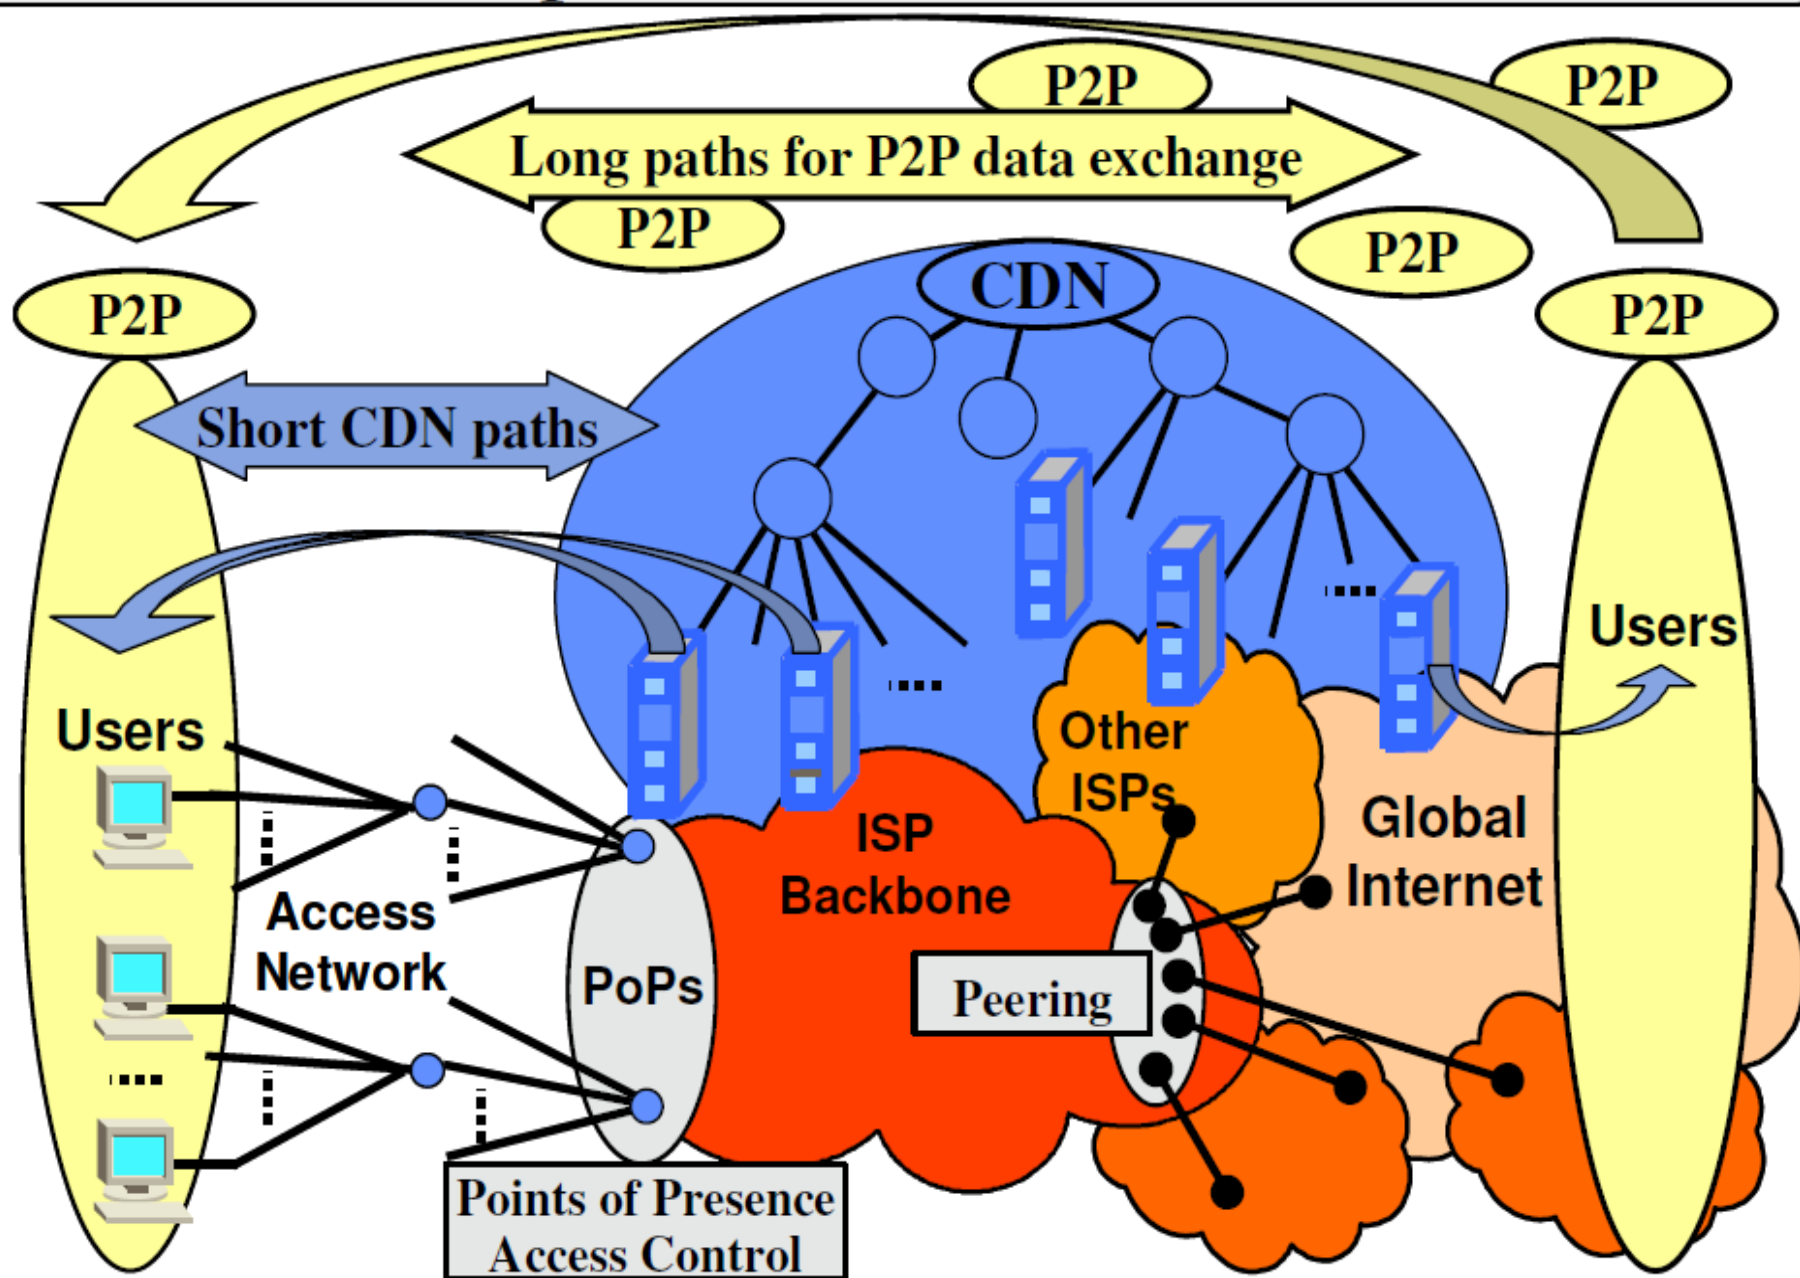 P2P
P2P
Long paths for P2P data exchange
P2P
P2P
CDN
P2P
P2P
Short CDN paths
Users
Users
Other
ISPs
Global
Internet
ISP
Backbone
Access
Network
PoPs
Peering
Points of Presence
Access Control